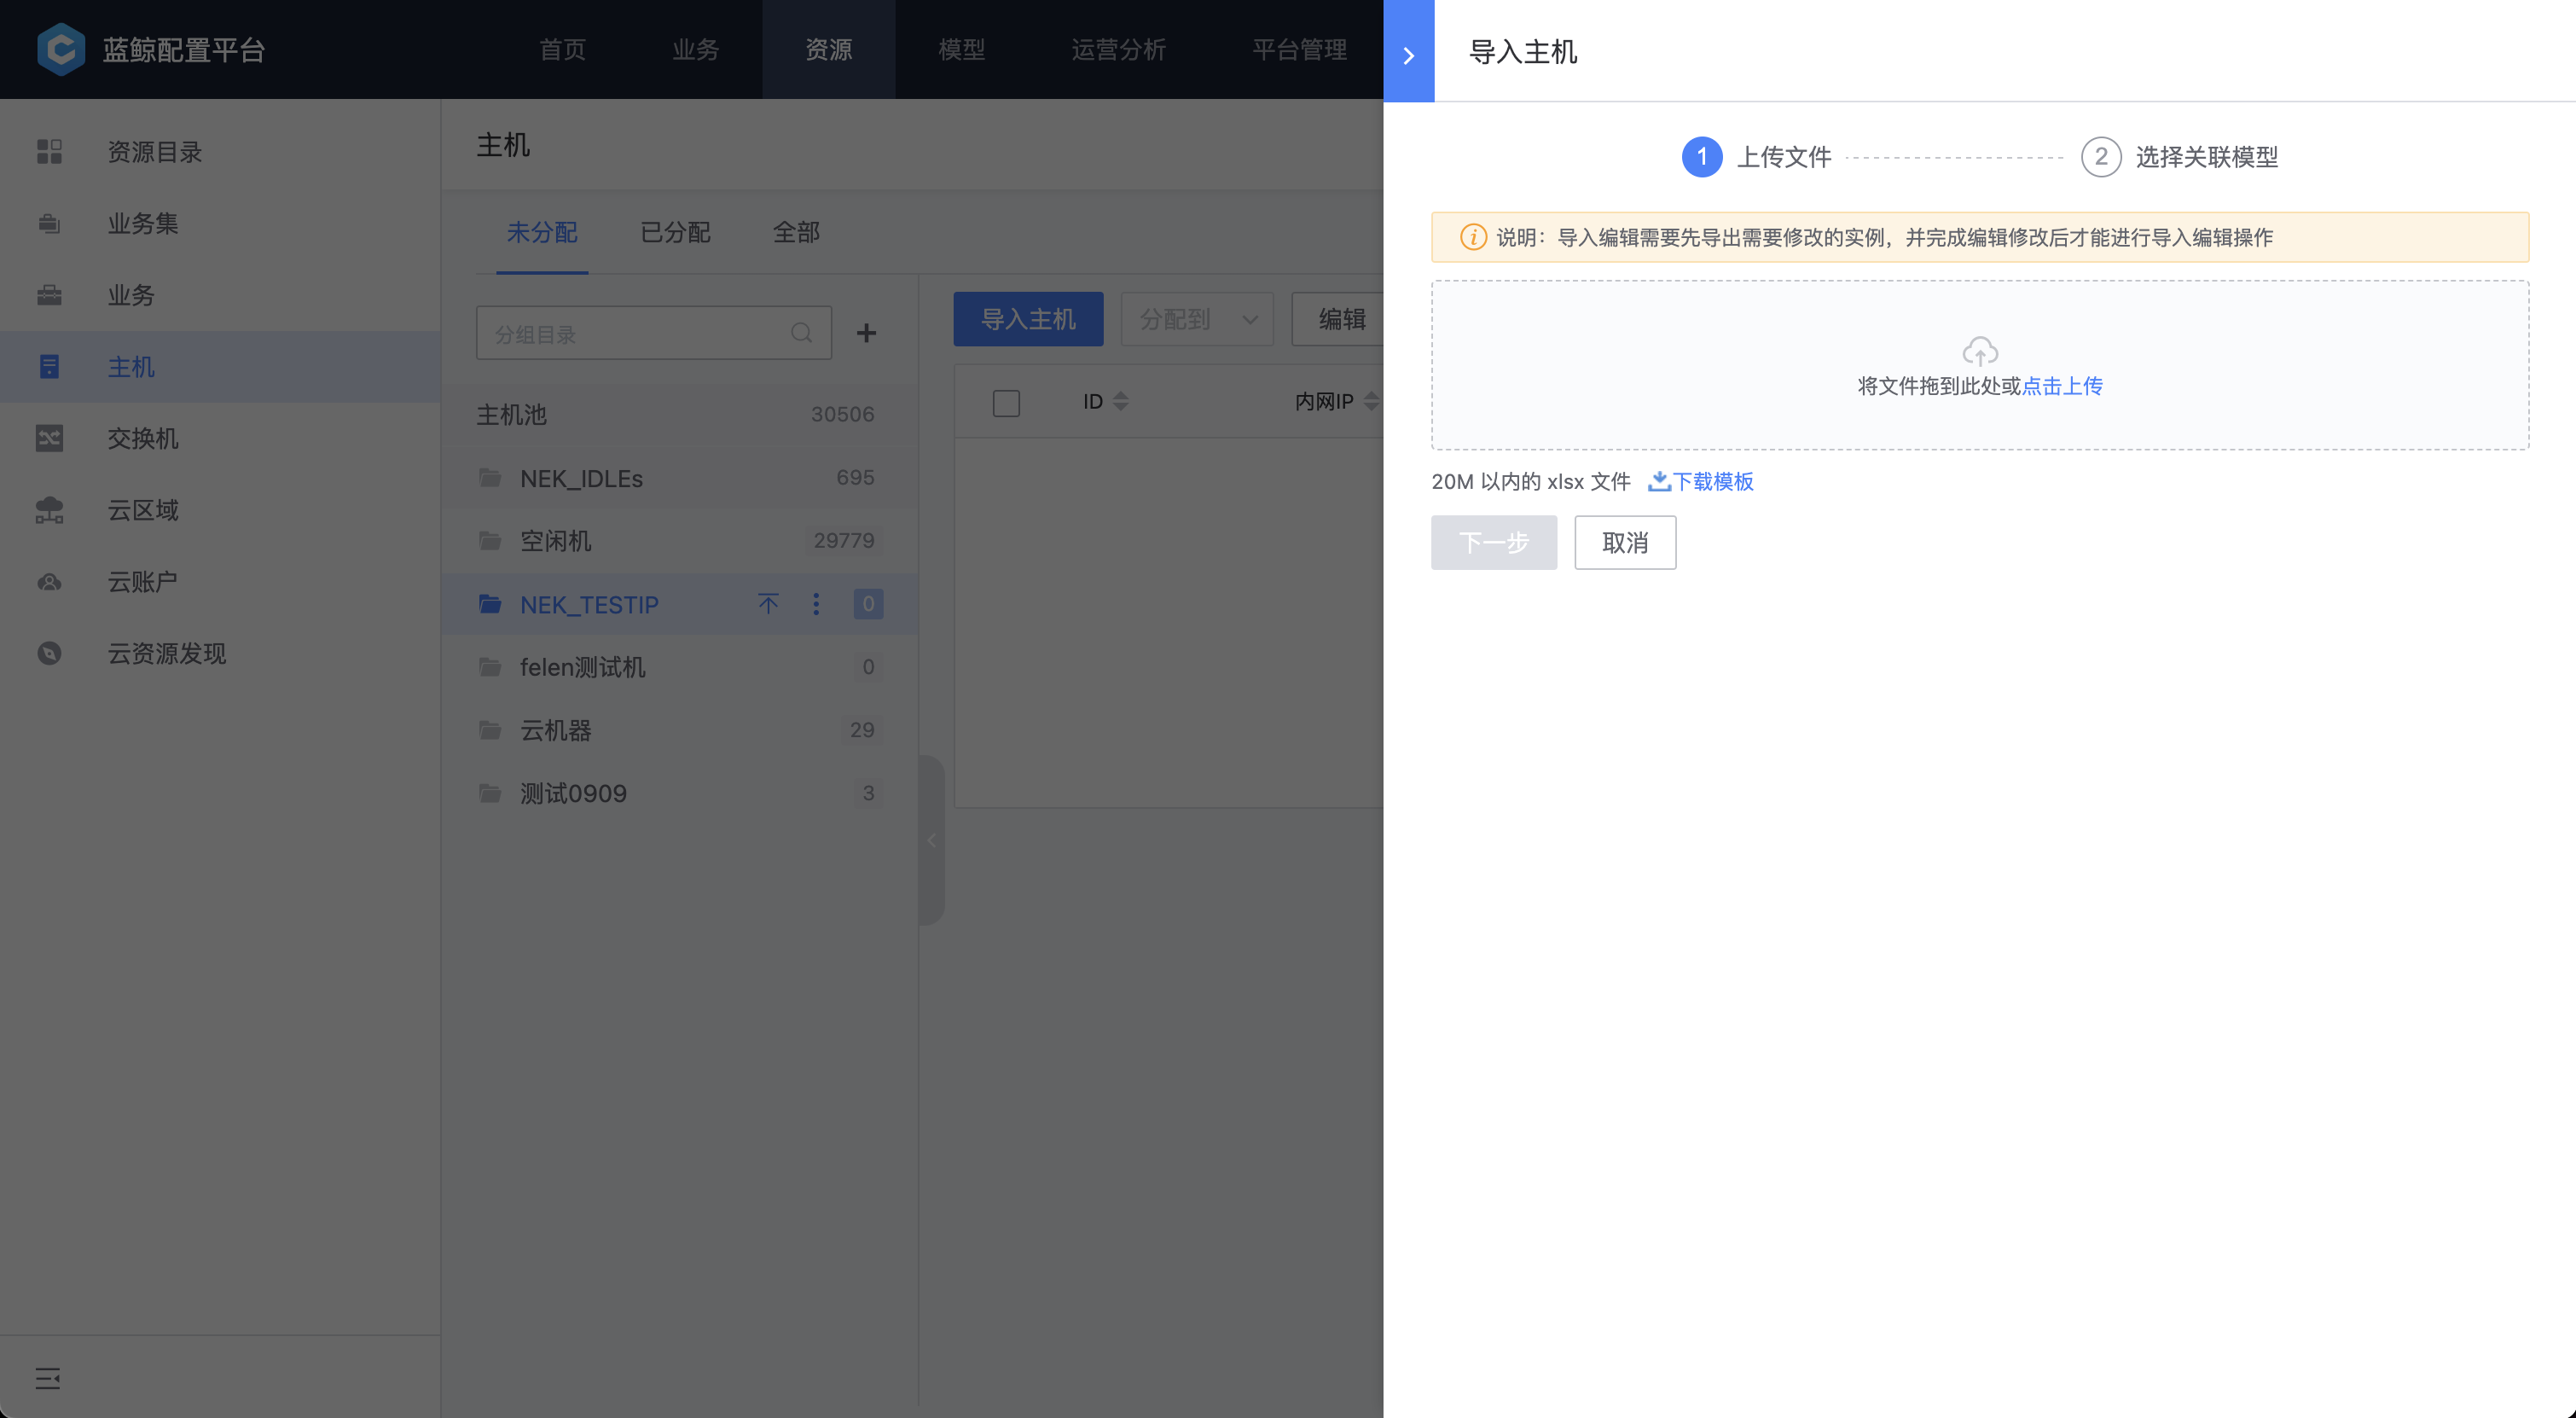 蓝鲸配置平台
首页 业务 资源 模型 运营分析 平台管理
资源目录
业务集
业务
主机
交换机
云区域
云账户
云资源发现
主机
未分配 已分配 全部
分组目录
主机池 30506
NEK_IDLEs 695
空闲机 29779
NEK_TESTIP 0
felen测试机 0
云机器 29
测试0909 3
导入主机 分配到 编辑
ID 内网IP
导入主机
1 上传文件 2 选择关联模型
说明：导入编辑需要先导出需要修改的实例，并完成编辑修改后才能进行导入编辑操作
将文件拖到此处或点击上传
20M 以内的 xlsx 文件 下载模板
下一步 取消